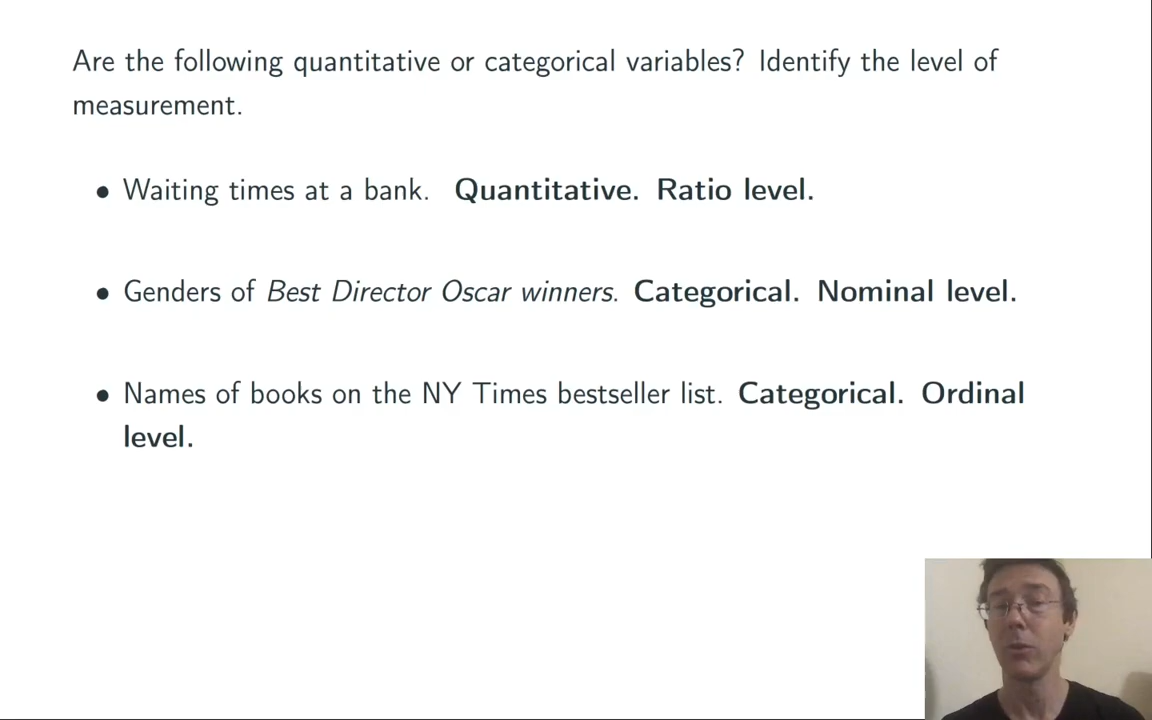 Are the following quantitative or categorical variables? Identify the level of
measurement.
• Waiting times at a bank. Quantitative. Ratio level.
• Genders of Best Director Oscar winners. Categorical. Nominal level.
• Names of books on the NY Times bestseller list. Categorical. Ordinal
level.